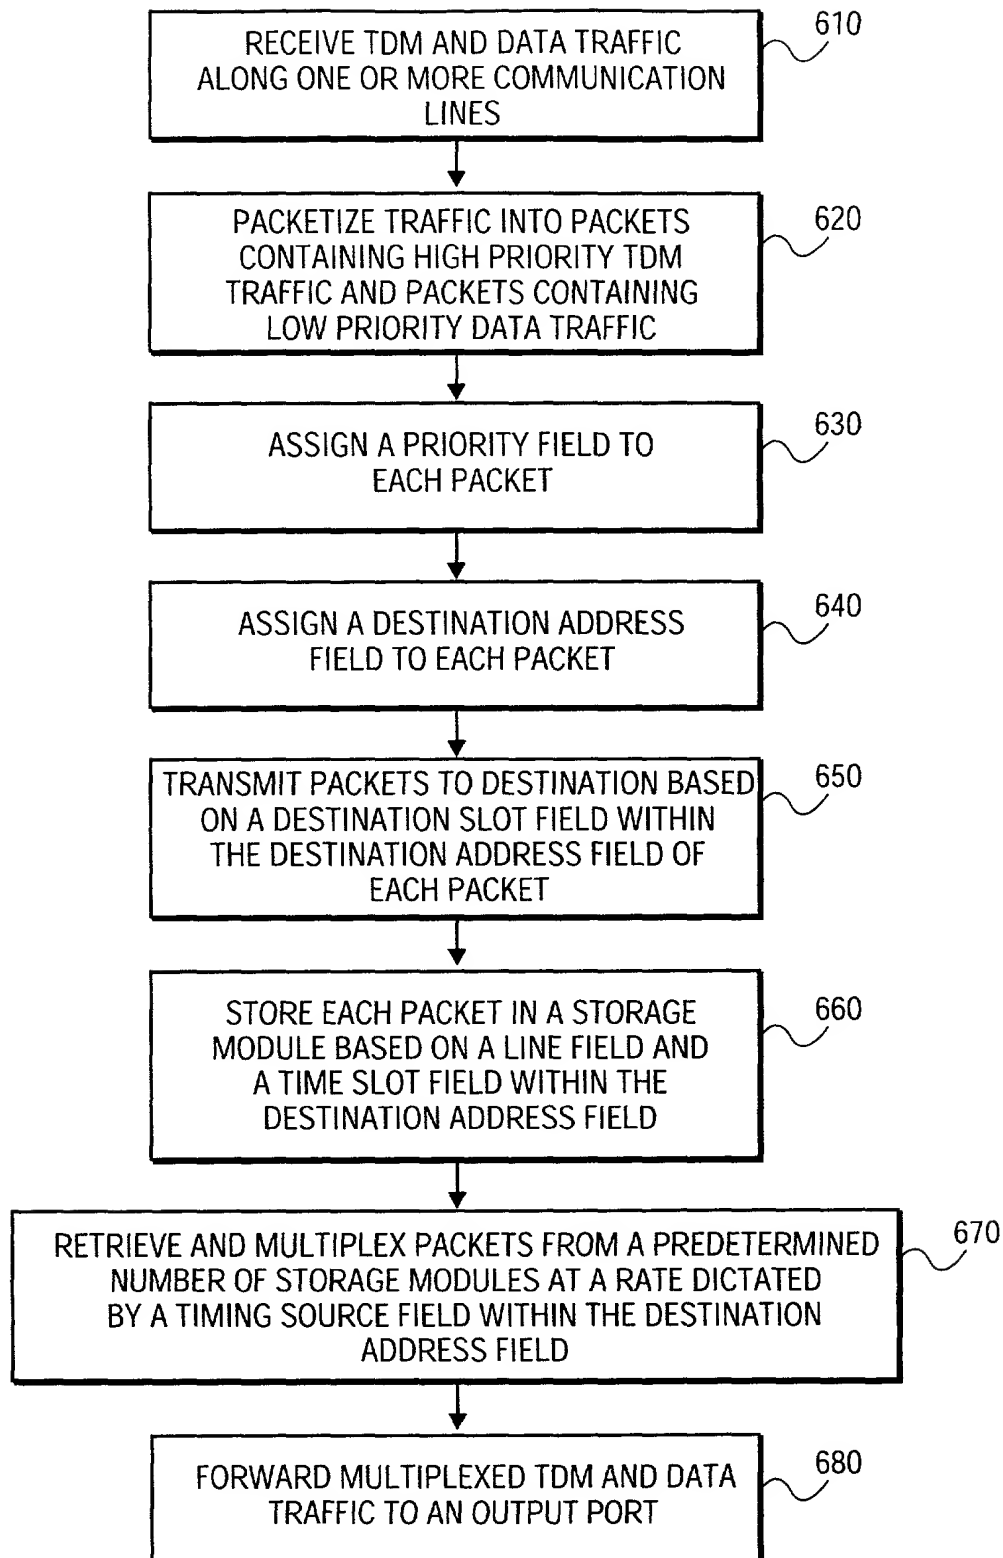 RECEIVE TDM AND DATA TRAFFIC
ALONG ONE OR MORE COMMUNICATION
LINES
610
PACKETIZE TRAFFIC INTO PACKETS
CONTAINING HIGH PRIORITY TDM
TRAFFIC AND PACKETS CONTAINING
LOW PRIORITY DATA TRAFFIC
620
ASSIGN A PRIORITY FIELD TO
EACH PACKET
630
ASSIGN A DESTINATION ADDRESS
FIELD TO EACH PACKET
640
TRANSMIT PACKETS TO DESTINATION BASED
ON A DESTINATION SLOT FIELD WITHIN
THE DESTINATION ADDRESS FIELD OF
EACH PACKET
650
STORE EACH PACKET IN A STORAGE
MODULE BASED ON A LINE FIELD AND
A TIME SLOT FIELD WITHIN THE
DESTINATION ADDRESS FIELD
660
RETRIEVE AND MULTIPLEX PACKETS FROM A PREDETERMINED
NUMBER OF STORAGE MODULES AT A RATE DICTATED
BY A TIMING SOURCE FIELD WITHIN THE DESTINATION
ADDRESS FIELD
670
FORWARD MULTIPLEXED TDM AND DATA
TRAFFIC TO AN OUTPUT PORT
680